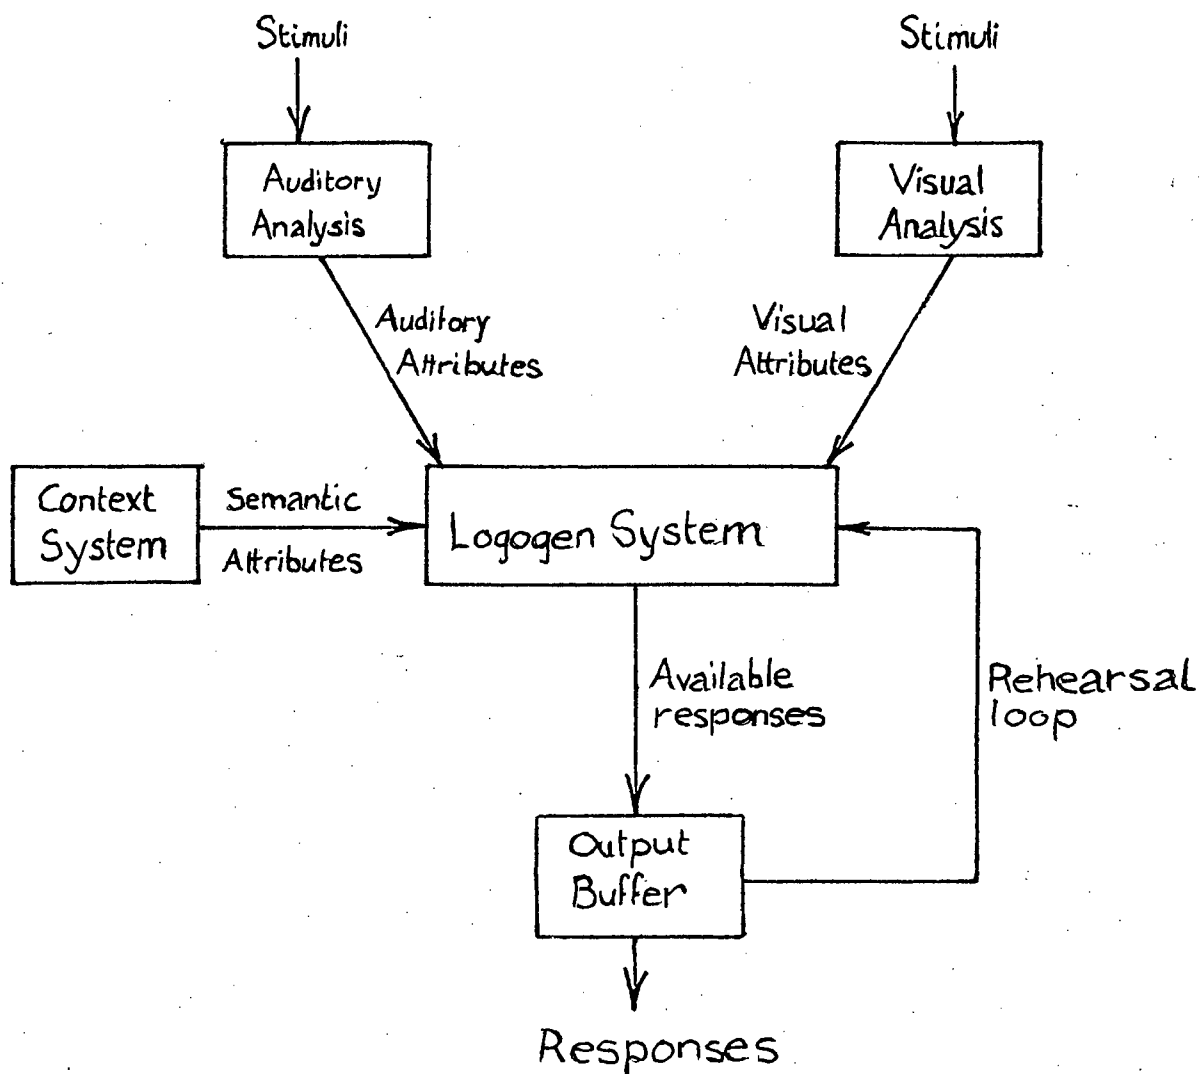 Stimuli
Stimuli
Auditory
Analysis
Visual
Analysis
Auditory
Attributes
Visual
Attributes
Context
System
Semantic
Attributes
Logogen System
Available
responses
Rehearsal
loop
Output
Buffer
Responses